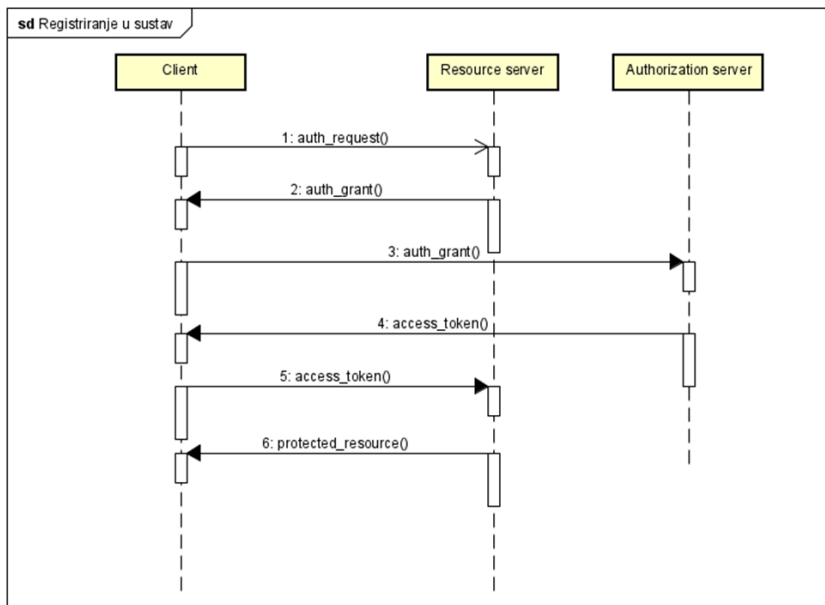 sd Registriranje u sustav
Client
Resource server
Authorization server
1: auth_request()
2: auth_grant()
3: auth_grant()
4: access_token()
5: access_token()
6: protected_resource()